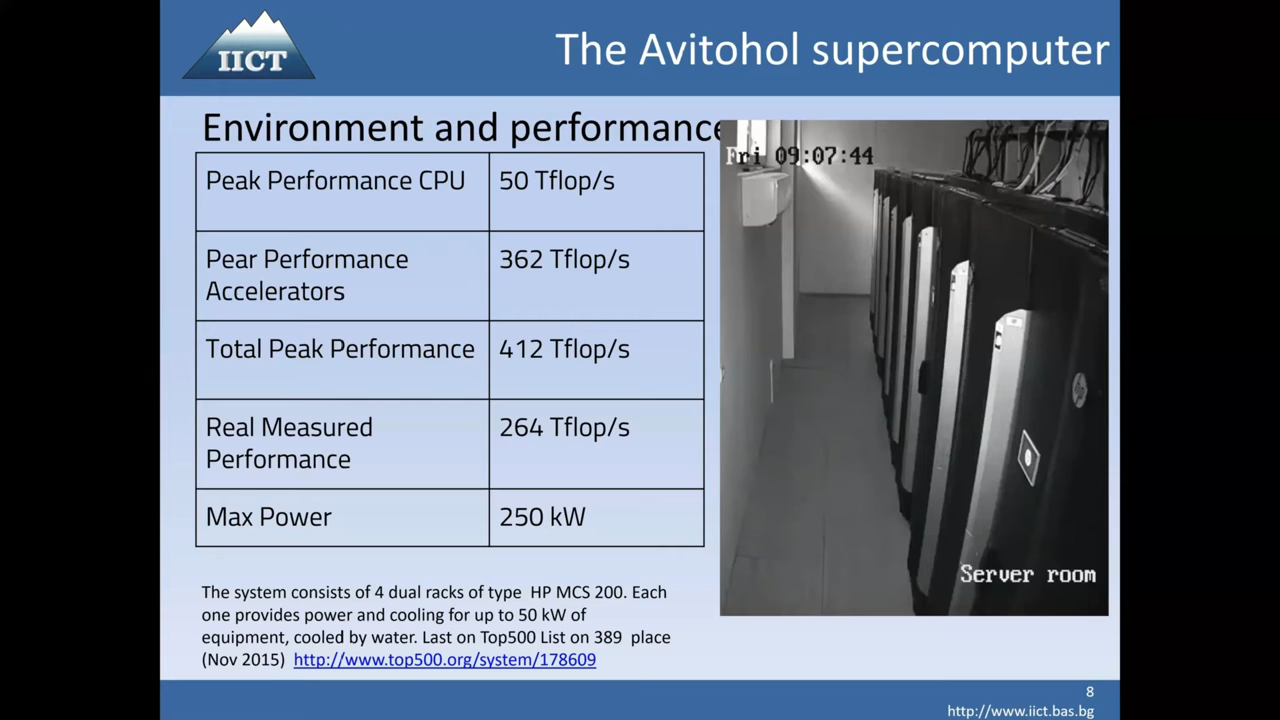 IICT
The Avitohol supercomputer
Environment and performance
Peak Performance CPU 50 Tflop/s
Pear Performance 362 Tflop/s
Accelerators
Total Peak Performance 412 Tflop/s
Real Measured 264 Tflop/s
Performance
Max Power 250 kW
Fri 09:07:44
Server room
The system consists of 4 dual racks of type HP MCS 200. Each
one provides power and cooling for up to 50 kW of
equipment, cooled by water. Last on Top500 List on 389 place
(Nov 2015) http://www.top500.org/system/178609
8
http://www.iict.bas.bg